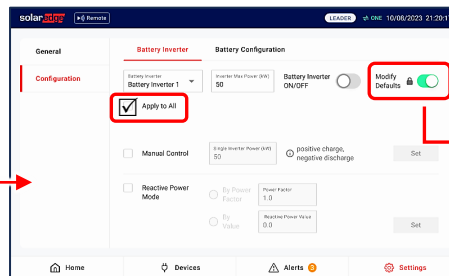 solaredge Remote LEADER ONE 10/08/2023 21:20:1
General Battery Inverter Battery Configuration
Configuration
Battery Inverter
Battery Inverter 1
Inverter Max Power (kW)
50
Battery Inverter
ON/OFF
Modify
Defaults
Apply to All
Manual Control
Single Inverter Power (kW)
50
positive charge,
negative discharge
Set
Reactive Power
Mode
By Power
Factor
Power Factor
1.0
By
Value
Reactive Power Value
0.0
Set
Home Devices Alerts 3 Settings